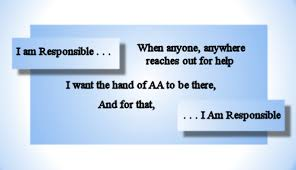 I am Responsible . . .
When anyone, anywhere
reaches out for help
I want the hand of AA to be there,
And for that,
. . . I Am Responsible